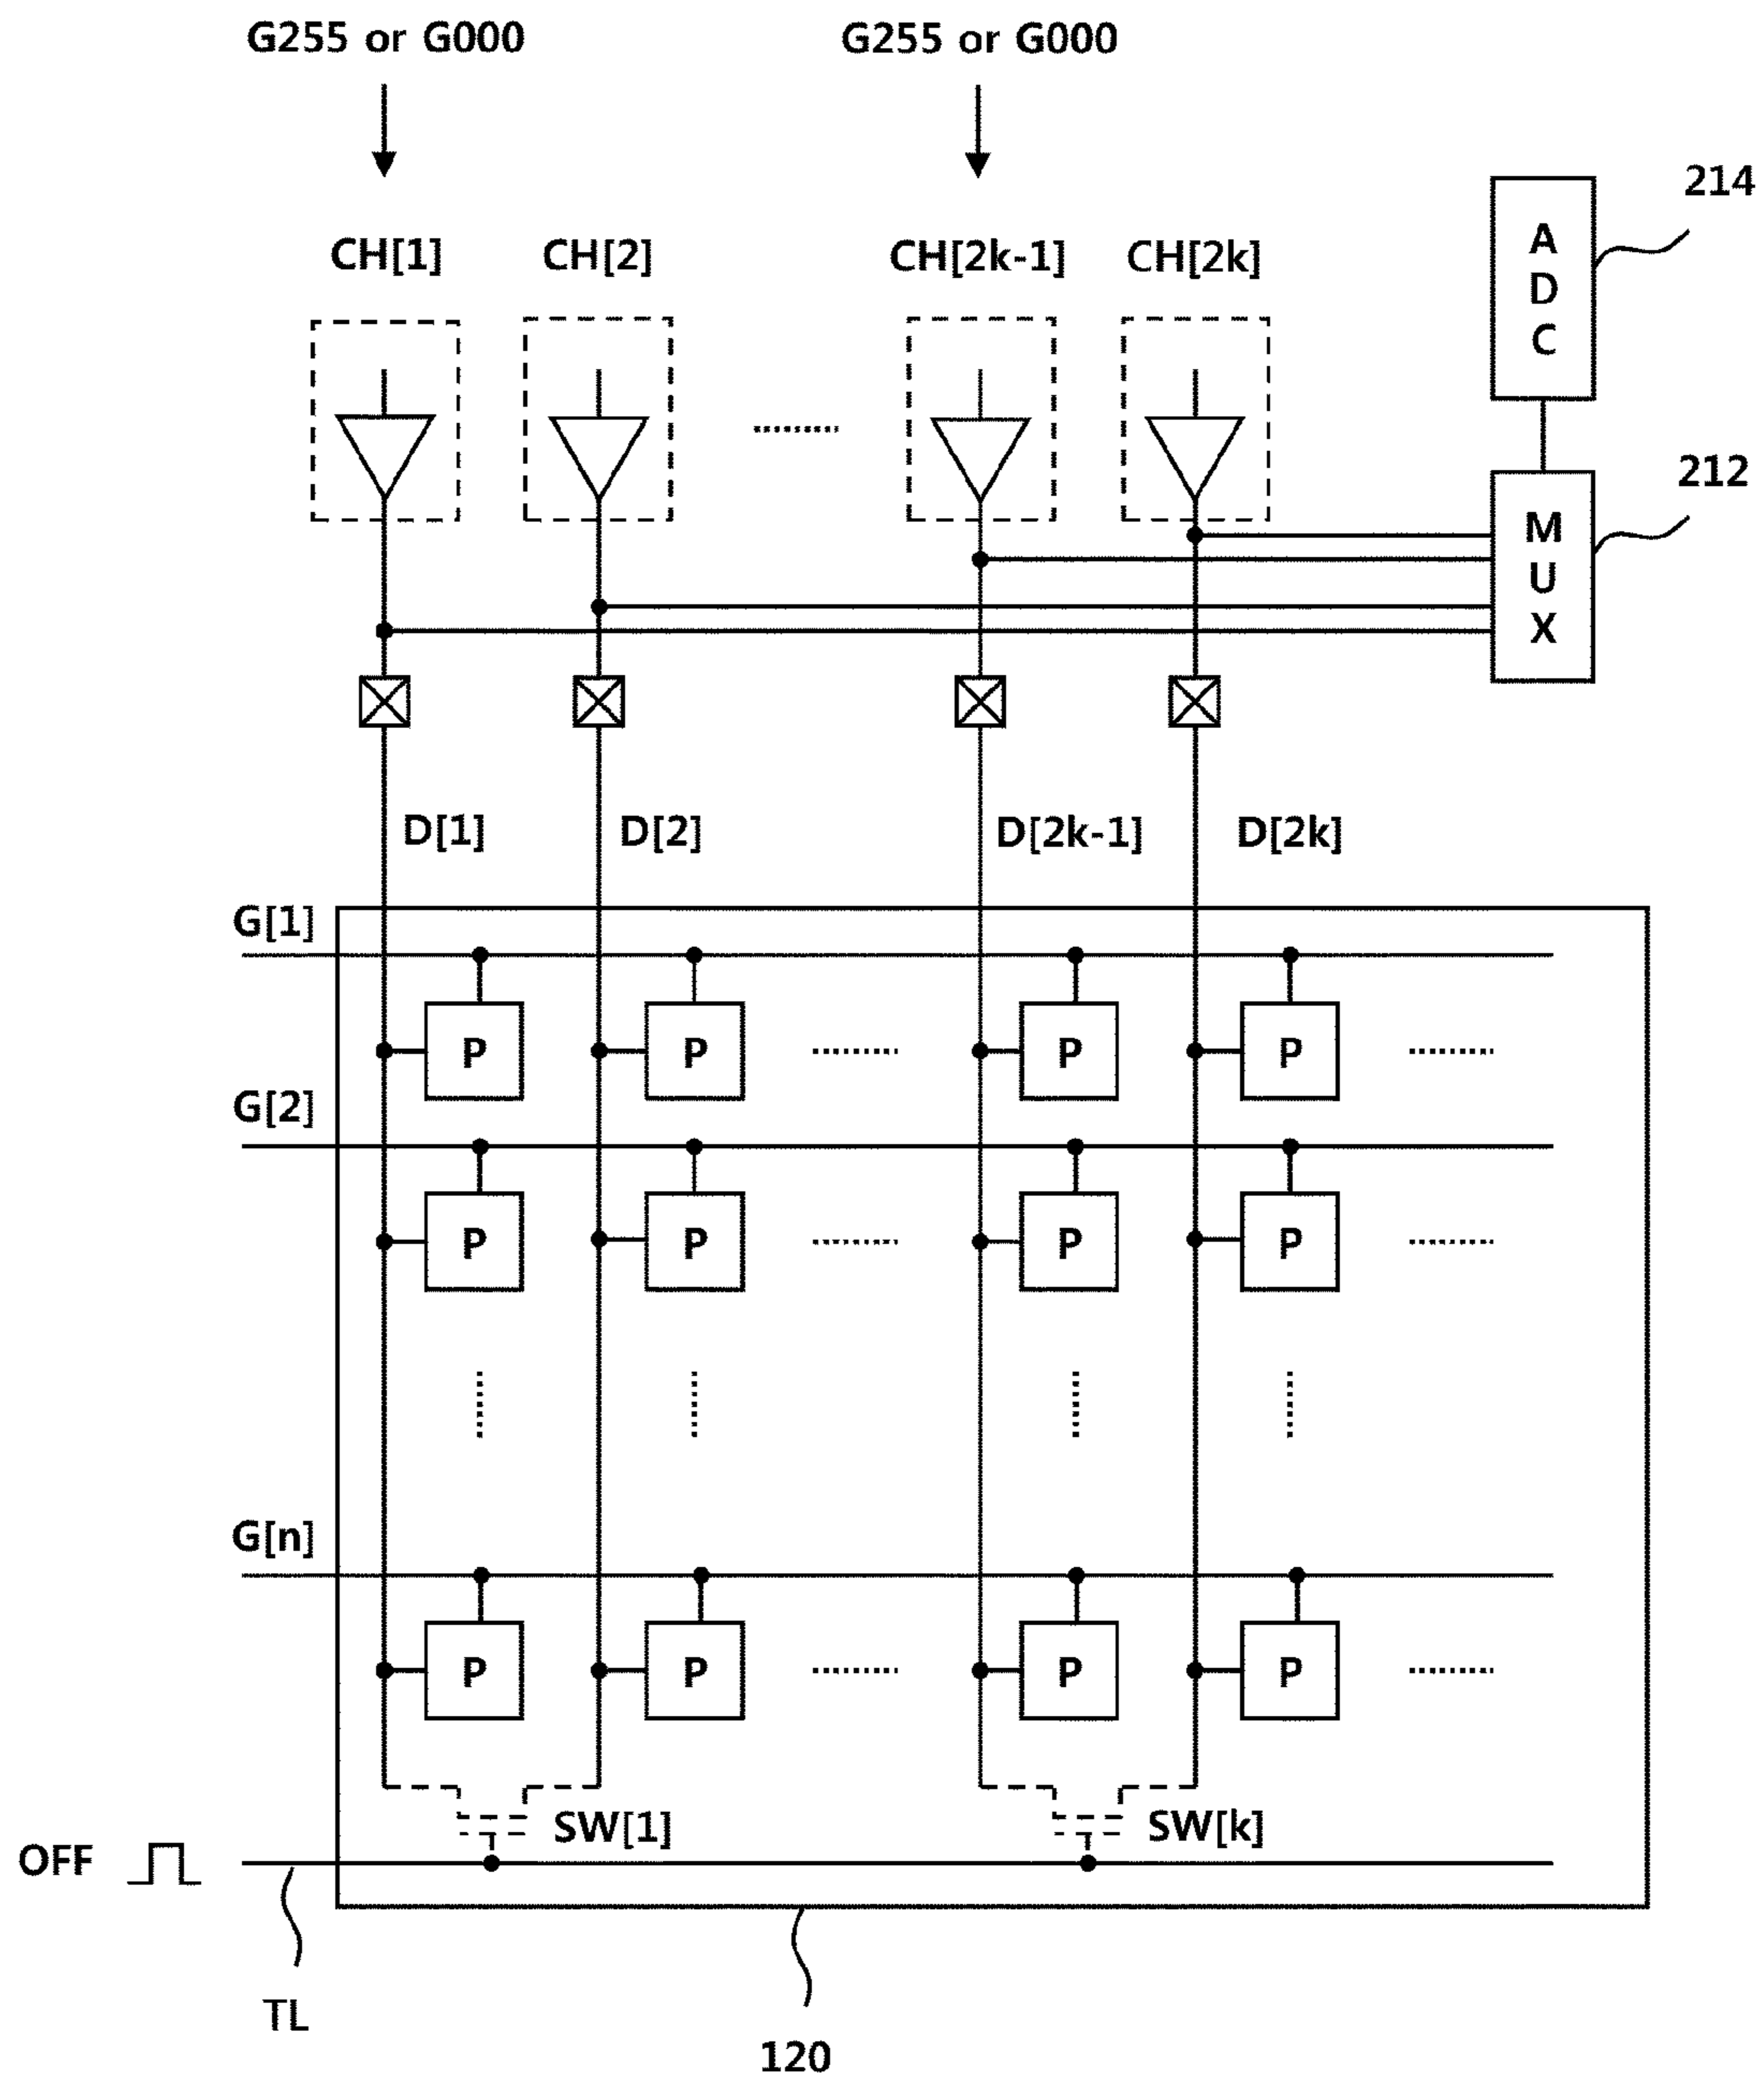 G255 or G000 G255 or G000
214
A
D
C
CH[1] CH[2] CH[2k-1] CH[2k]
212
M
U
X
D[1] D[2] D[2k-1] D[2k]
G[1]
P P P P
G[2]
P P P P
G[n]
P P P P
SW[1] SW[k]
OFF
TL
120